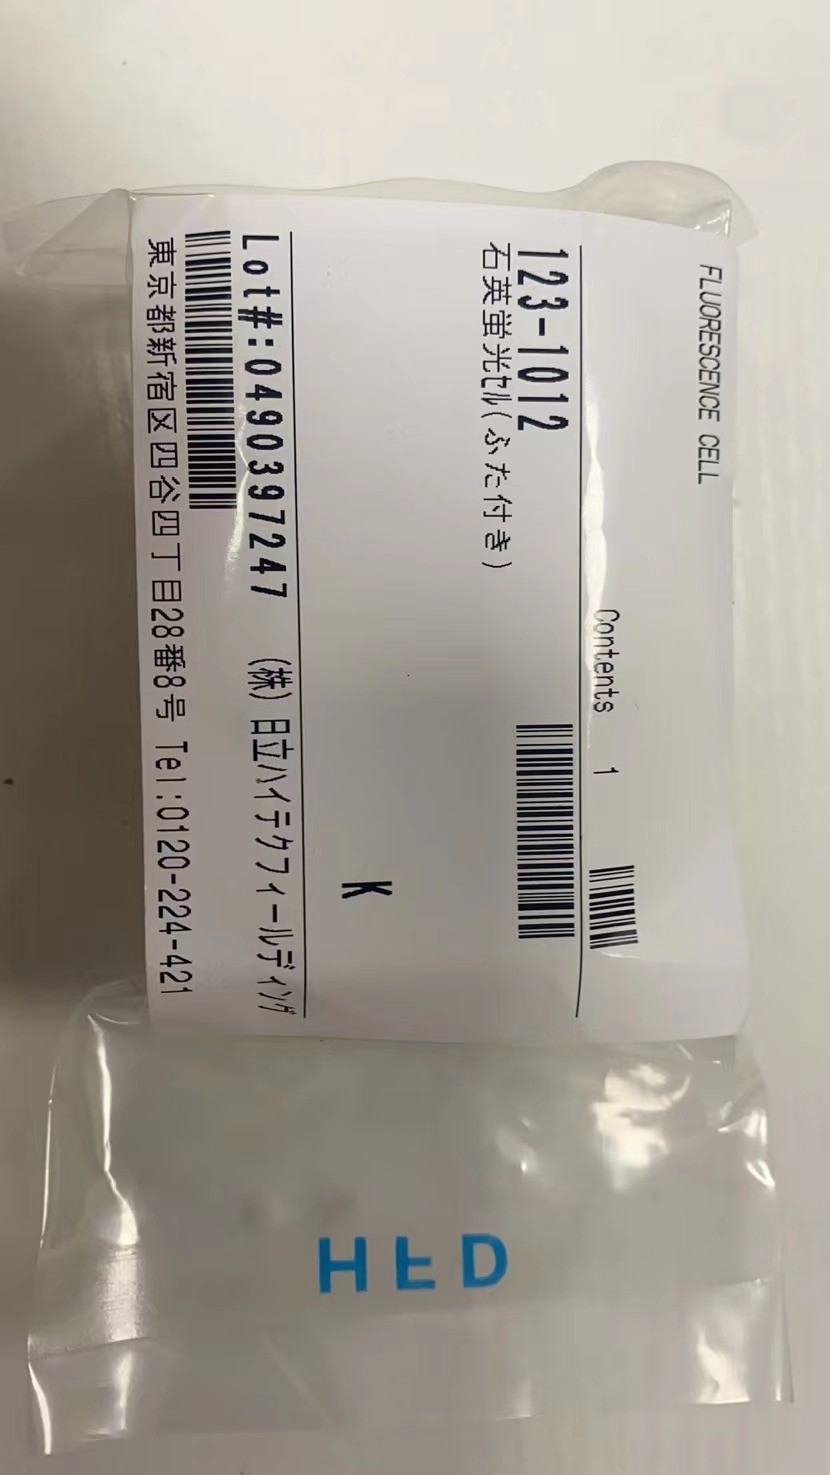 FLUORESCENCE CELL
Contents 1
123-1012
石英蛍光ｾﾙ(ふた付き)
K
Lot#:0490397247 (株)日立ハイテクフィールディング
東京都新宿区四谷四丁目28番8号 Tel:0120-224-421
HFD